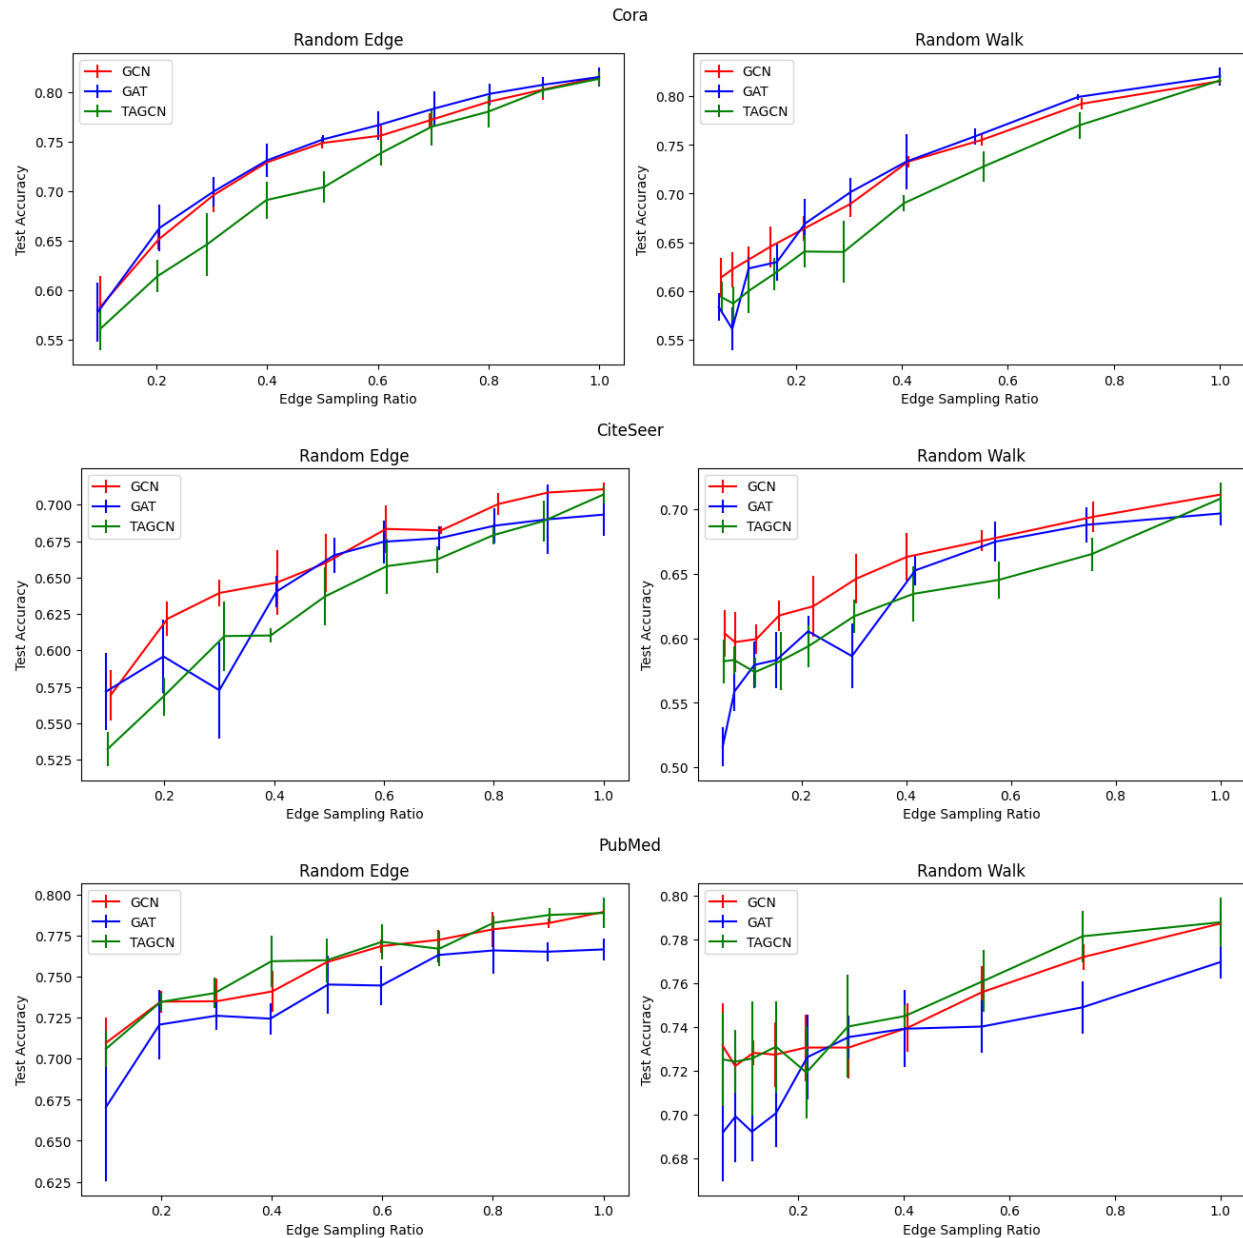 Cora
Random Edge
GCN
GAT
TAGCN
0.80
0.75
0.70
0.65
0.60
0.55
Test Accuracy
0.2 0.4 0.6 0.8 1.0
Edge Sampling Ratio
Random Walk
GCN
GAT
TAGCN
0.80
0.75
0.70
0.65
0.60
0.55
Test Accuracy
0.2 0.4 0.6 0.8 1.0
Edge Sampling Ratio
CiteSeer
Random Edge
GCN
GAT
TAGCN
0.700
0.675
0.650
0.625
0.600
0.575
0.550
0.525
Test Accuracy
0.2 0.4 0.6 0.8 1.0
Edge Sampling Ratio
Random Walk
GCN
GAT
TAGCN
0.70
0.65
0.60
0.55
0.50
Test Accuracy
0.2 0.4 0.6 0.8 1.0
Edge Sampling Ratio
PubMed
Random Edge
GCN
GAT
TAGCN
0.800
0.775
0.750
0.725
0.700
0.675
0.650
0.625
Test Accuracy
0.2 0.4 0.6 0.8 1.0
Edge Sampling Ratio
Random Walk
GCN
GAT
TAGCN
0.80
0.78
0.76
0.74
0.72
0.70
0.68
Test Accuracy
0.2 0.4 0.6 0.8 1.0
Edge Sampling Ratio